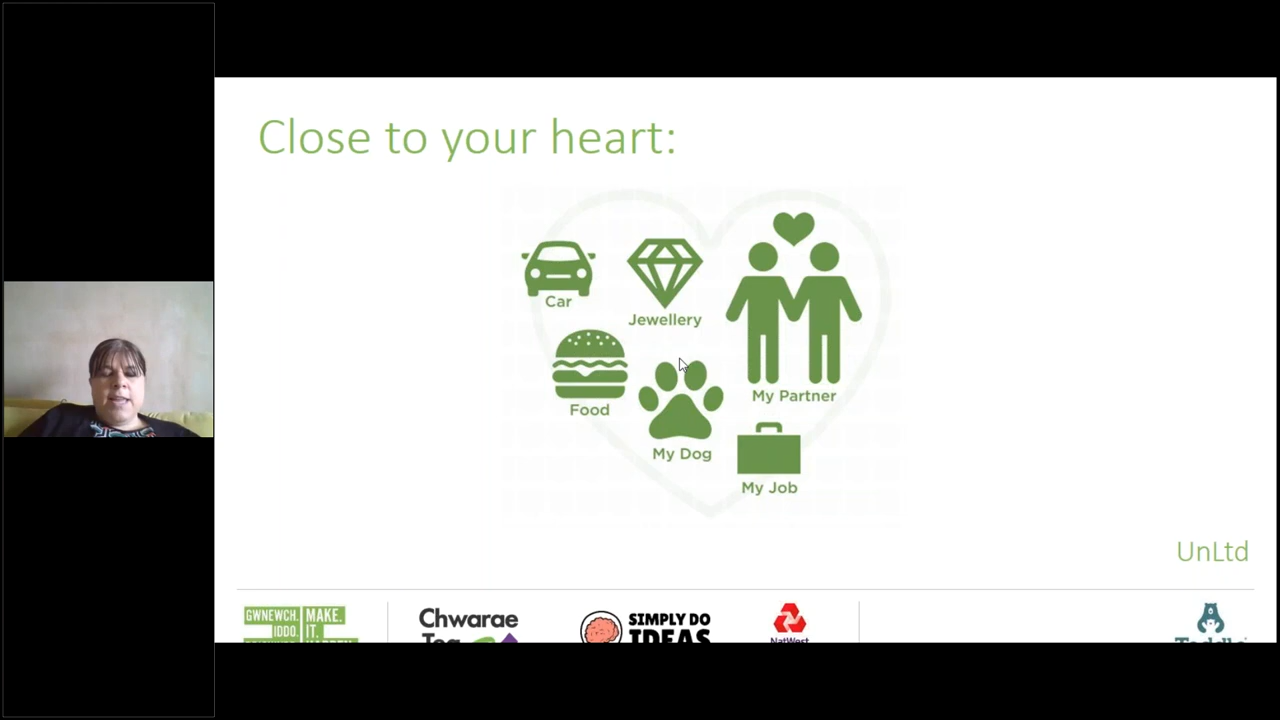 Close to your heart:
Car
Jewellery
Food
My Partner
My Dog
My Job
UnLtd
GWNEWCH. MAKE.
IDDO. IT.
Chwarae
Teg
SIMPLY DO
IDEAS
NatWest